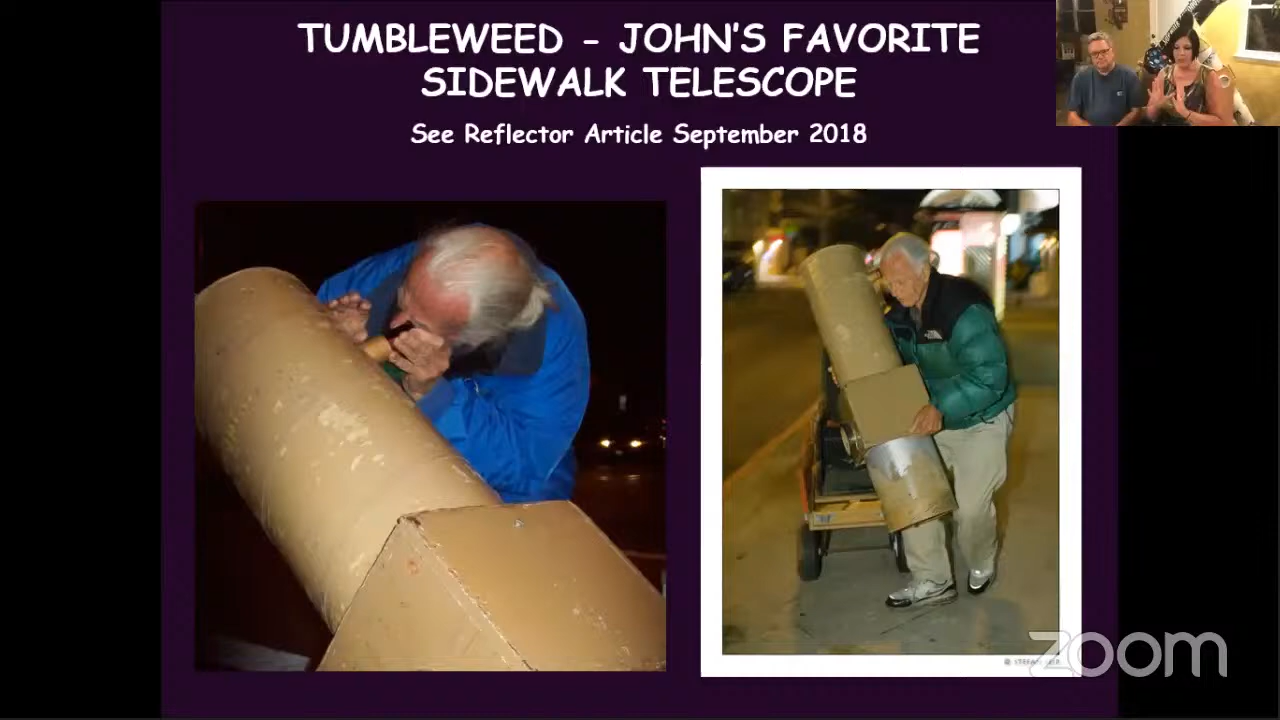 TUMBLEWEED - JOHN'S FAVORITE
SIDEWALK TELESCOPE
See Reflector Article September 2018
zoom